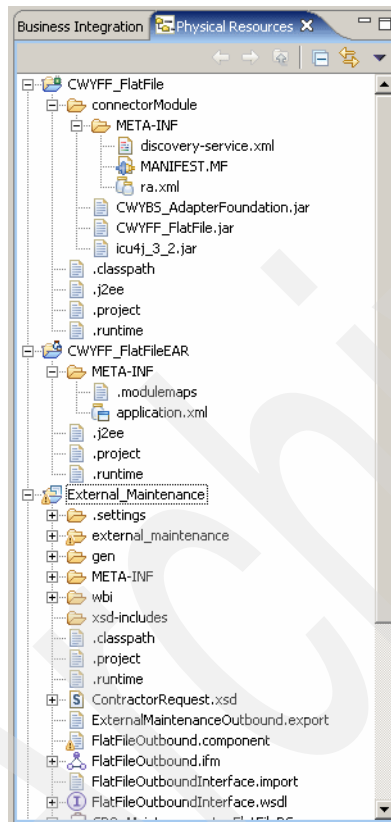 Business Integration Physical Resources
CWYFF_FlatFile
connectorModule
META-INF
discovery-service.xml
MANIFEST.MF
ra.xml
CWYBS_AdapterFoundation.jar
CWYFF_FlatFile.jar
icu4j_3_2.jar
.classpath
.j2ee
.project
.runtime
CWYFF_FlatFileEAR
META-INF
.modulemaps
application.xml
.j2ee
.project
.runtime
External_Maintenance
.settings
external_maintenance
gen
META-INF
wbi
xsd-includes
.classpath
.project
.runtime
ContractorRequest.xsd
ExternalMaintenanceOutbound.export
FlatFileOutbound.component
FlatFileOutbound.ifm
FlatFileOutboundInterface.import
FlatFileOutboundInterface.wsdl